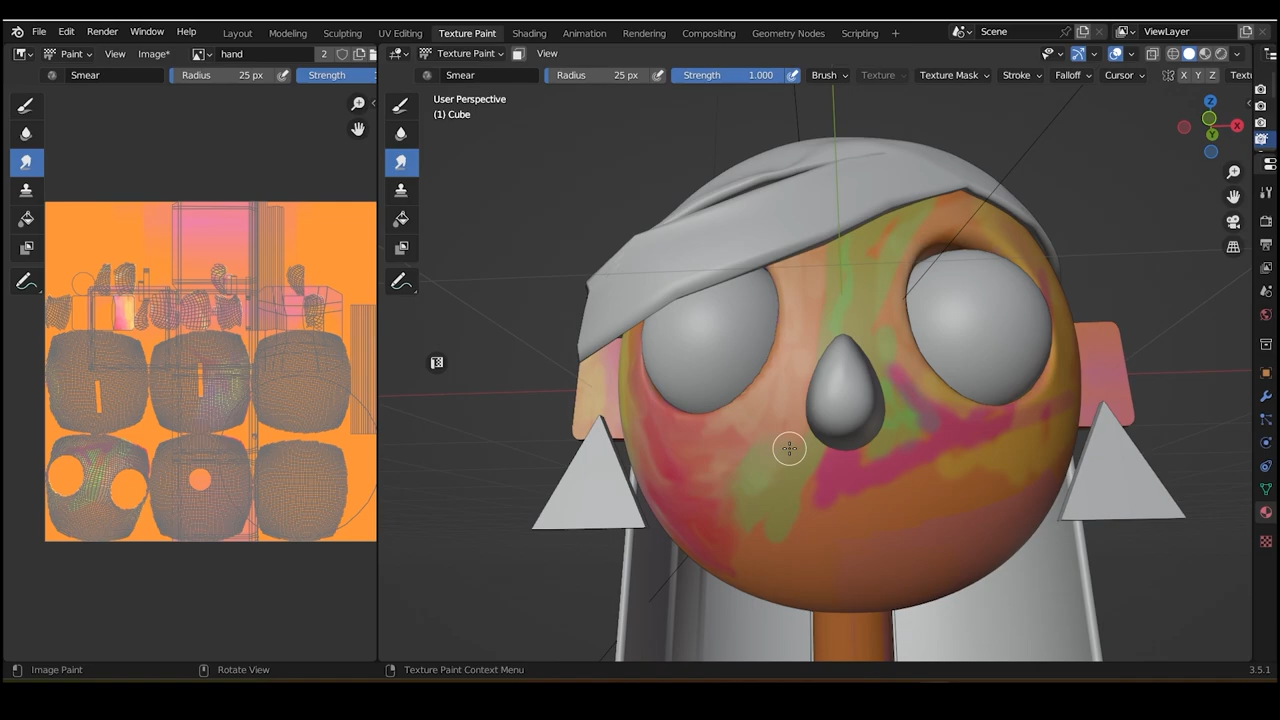 File Edit Render Window Help Layout Modeling Sculpting UV Editing Texture Paint Shading Animation Rendering Compositing Geometry Nodes Scripting + Scene ViewLayer
Paint View Image* hand 2 Texture Paint View
Smear Radius 25 px Strength Smear Radius 25 px Strength 1.000 Brush Texture Texture Mask Stroke Falloff Cursor X Y Z Textu
User Perspective
(1) Cube
Z
X
Y
Image Paint Rotate View Texture Paint Context Menu 3.5.1